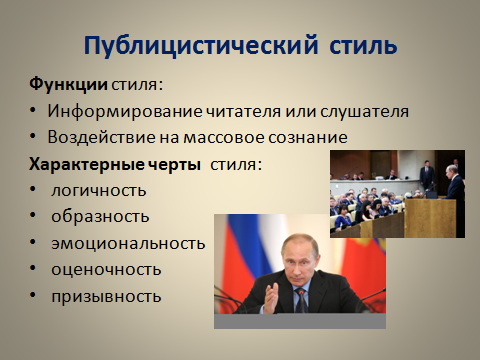 Публицистический стиль
Функции стиля:
• Информирование читателя или слушателя
• Воздействие на массовое сознание
Характерные черты стиля:
• логичность
• образность
• эмоциональность
• оценочность
• призывность